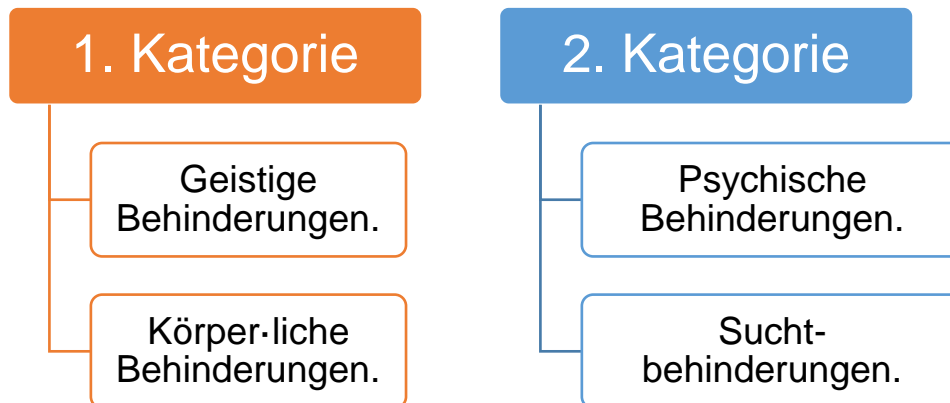 1. Kategorie
Geistige
Behinderungen.
Körper·liche
Behinderungen.
2. Kategorie
Psychische
Behinderungen.
Sucht-
behinderungen.